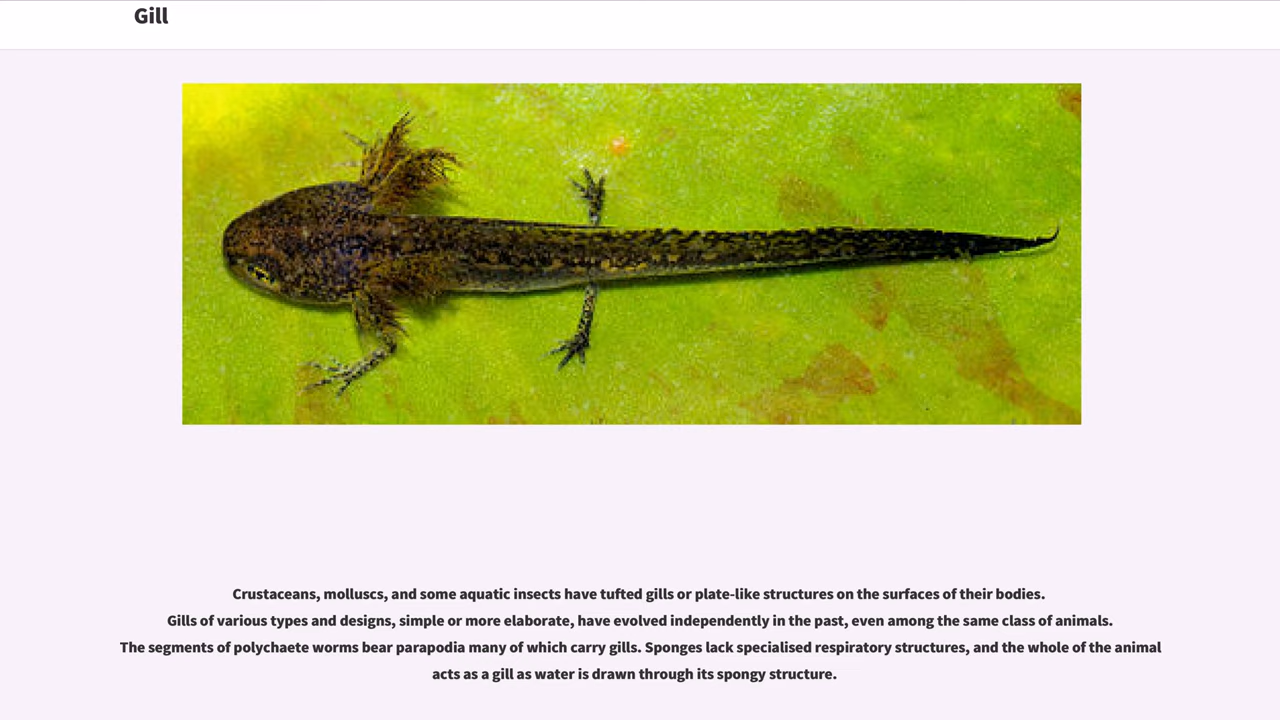 Gill
Crustaceans, molluscs, and some aquatic insects have tufted gills or plate-like structures on the surfaces of their bodies.
Gills of various types and designs, simple or more elaborate, have evolved independently in the past, even among the same class of animals.
The segments of polychaete worms bear parapodia many of which carry gills. Sponges lack specialised respiratory structures, and the whole of the animal
acts as a gill as water is drawn through its spongy structure.